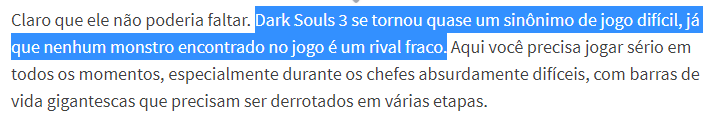 Claro que ele não poderia faltar. Dark Souls 3 se tornou quase um sinônimo de jogo difícil, já
que nenhum monstro encontrado no jogo é um rival fraco. Aqui você precisa jogar sério em
todos os momentos, especialmente durante os chefes absurdamente difíceis, com barras de
vida gigantescas que precisam ser derrotados em várias etapas.